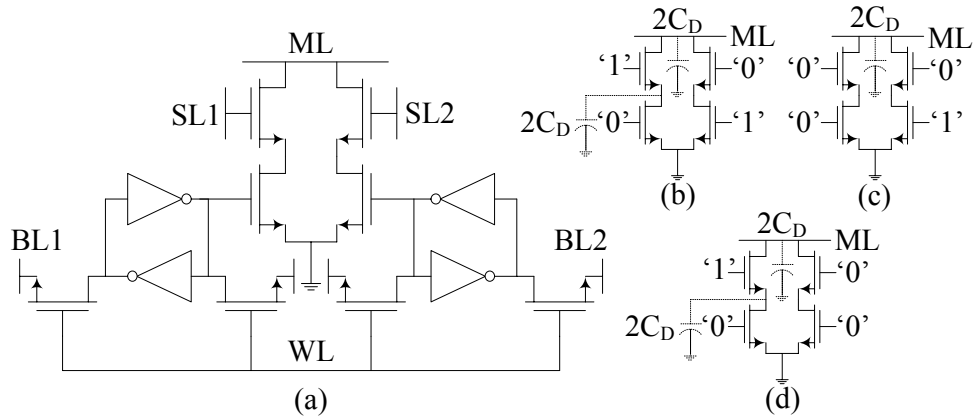 ML
SL1
SL2
BL1
BL2
WL
(a)
2C_D
ML
'1'
'0'
2C_D
'0'
'1'
(b)
2C_D
ML
'0'
'0'
'0'
'1'
(c)
2C_D
ML
'1'
'0'
2C_D
'0'
'0'
(d)